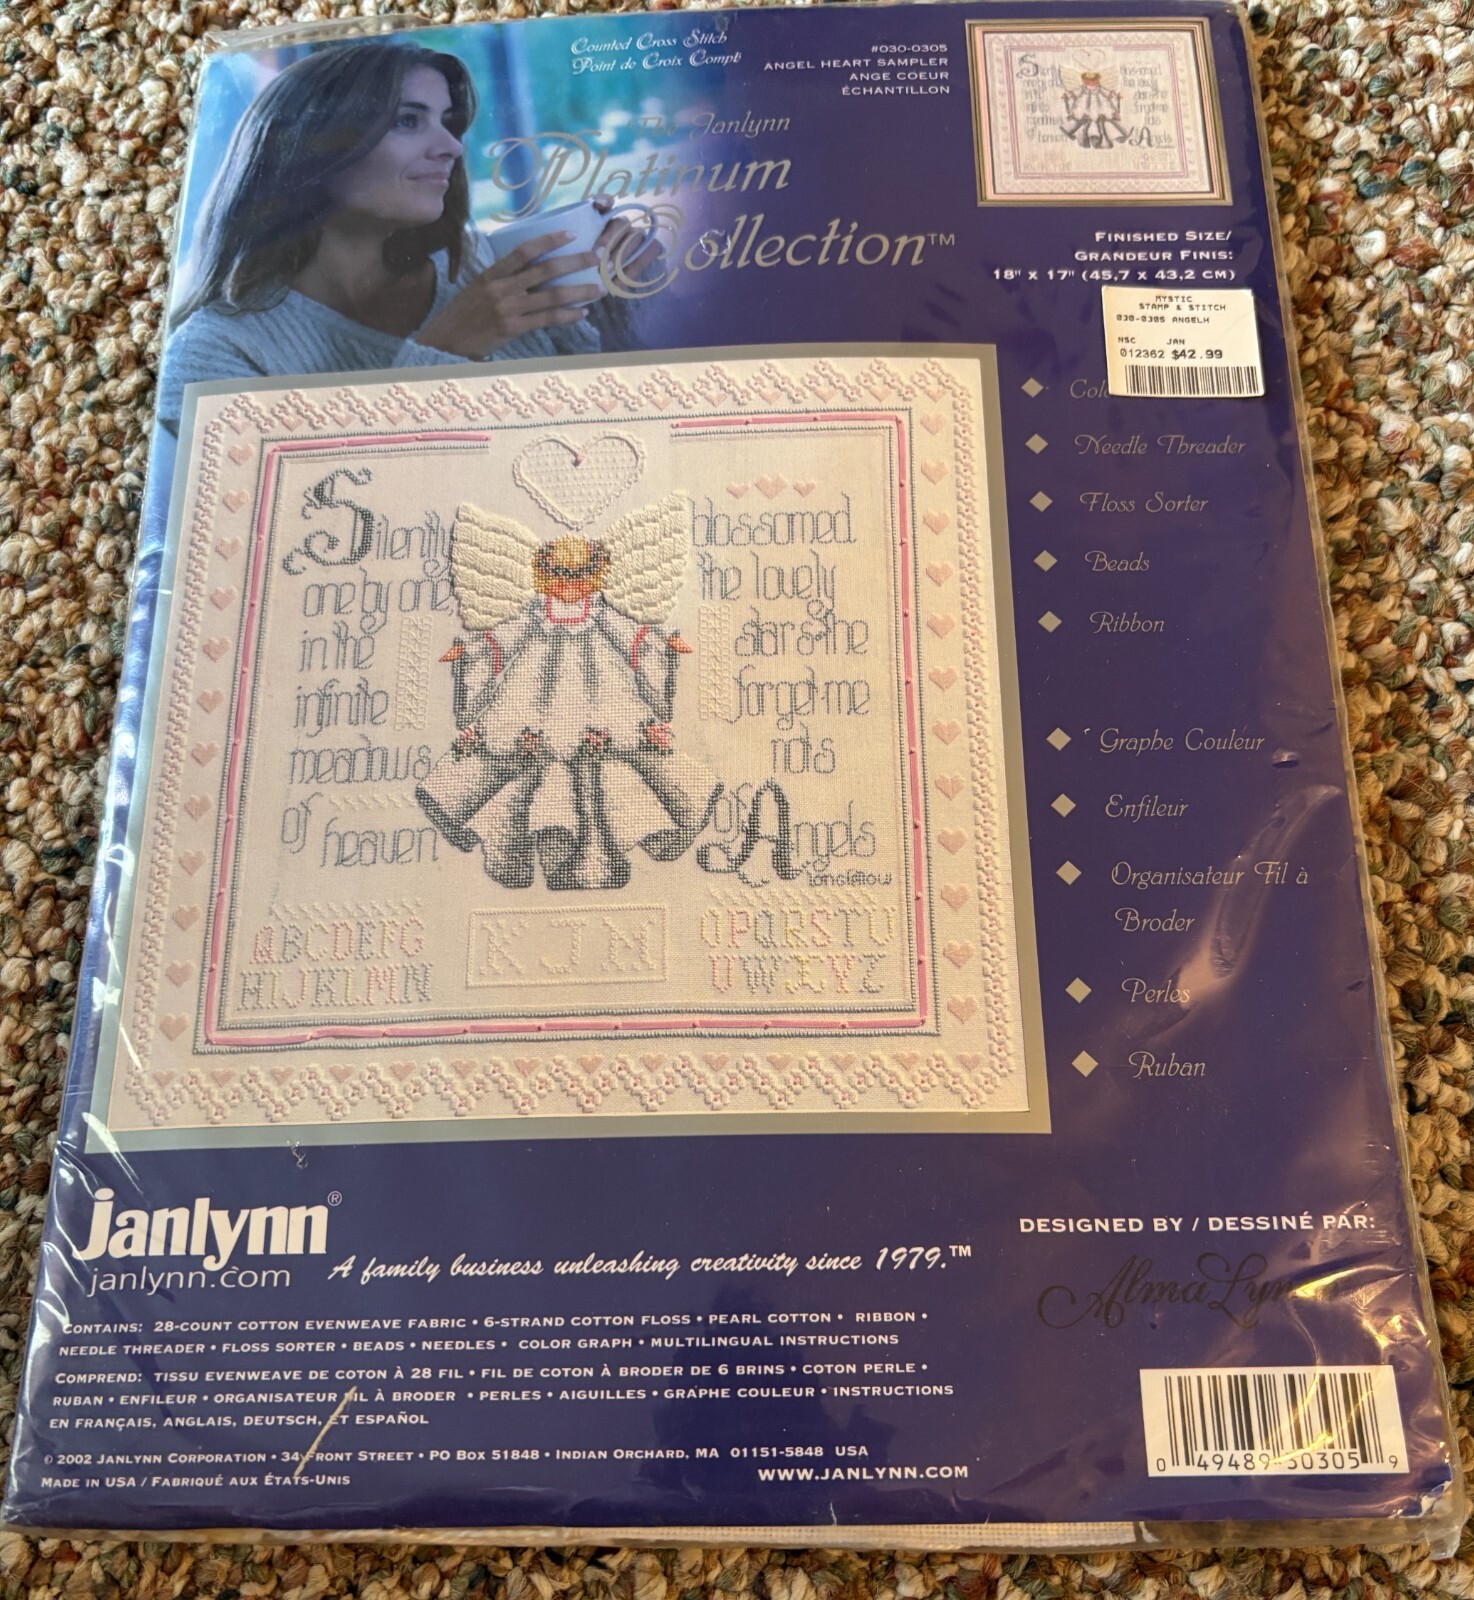 Counted Cross Stitch
Point de Croix Compté
#030-0305
ANGEL HEART SAMPLER
ANGE COEUR
ÉCHANTILLON
The Janlynn
Platinum
Collection™
FINISHED SIZE/
GRANDEUR FINIS:
18" X 17" (45,7 X 43,2 CM)
MYSTIC
STAMP & STITCH
030-0305 ANGELH
NSC JAN
012362 $42.99
Needle Threader
Floss Sorter
Beads
Ribbon
Graphe Couleur
Enfileur
Organisateur Fil à
Broder
Perles
Ruban
Silently
one by one,
in the
infinite
meadows
of heaven
blossomed
the lovely
stars the
forget-me
nots
of Angels
Longfellow
ABCDEFG
HIJKLMN
KJM
OPQRSTU
VWXYZ
janlynn®
janlynn.com
A family business unleashing creativity since 1979.™
DESIGNED BY / DESSINÉ PAR:
Alma
CONTAINS: 28-COUNT COTTON EVENWEAVE FABRIC • 6-STRAND COTTON FLOSS • PEARL COTTON • RIBBON •
NEEDLE THREADER • FLOSS SORTER • BEADS • NEEDLES • COLOR GRAPH • MULTILINGUAL INSTRUCTIONS
COMPREND: TISSU EVENWEAVE DE COTON À 28 FIL • FIL DE COTON À BRODER DE 6 BRINS • COTON PERLE •
RUBAN • ENFILEUR • ORGANISATEUR FIL À BRODER • PERLES • AIGUILLES • GRAPHE COULEUR • INSTRUCTIONS
EN FRANÇAIS, ANGLAIS, DEUTSCH, ET ESPAÑOL
© 2002 JANLYNN CORPORATION • 34 FRONT STREET • PO BOX 51848 • INDIAN ORCHARD, MA 01151-5848 USA
MADE IN USA / FABRIQUÉ AUX ÉTATS-UNIS
WWW.JANLYNN.COM
0 49489 30305 9